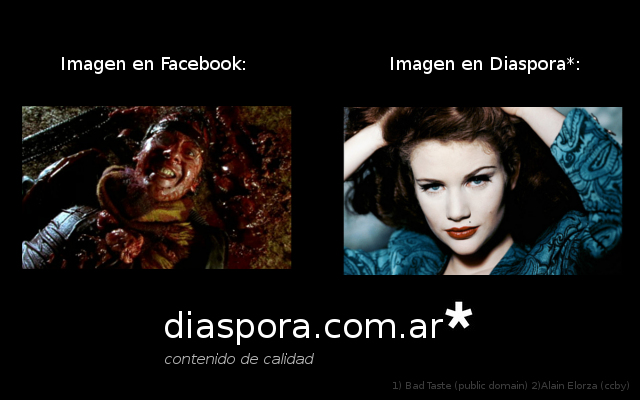 Imagen en Facebook:
Imagen en Diaspora*:
diaspora.com.ar*
contenido de calidad
1) Bad Taste (public domain) 2)Alain Elorza (ccby)